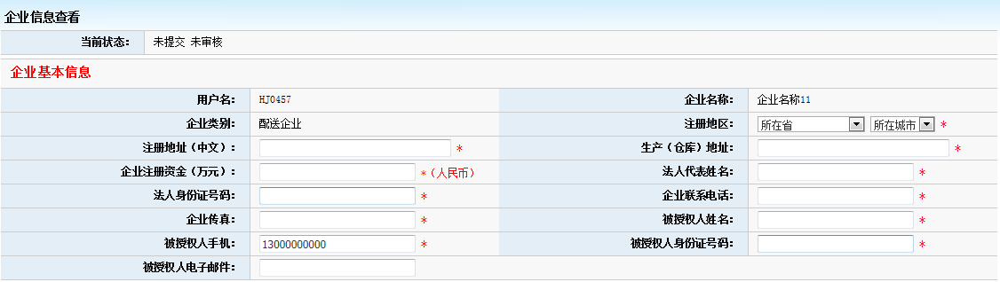 企业信息查看
当前状态： 未提交 未审核
企业基本信息
用户名： HJ0457 企业名称： 企业名称11
企业类别： 配送企业 注册地区： 所在省 所在城市 *
注册地址（中文）： * 生产（仓库）地址： *
企业注册资金（万元）： *（人民币） 法人代表姓名： *
法人身份证号码： * 企业联系电话： *
企业传真： * 被授权人姓名： *
被授权人手机： 13000000000 * 被授权人身份证号码： *
被授权人电子邮件：